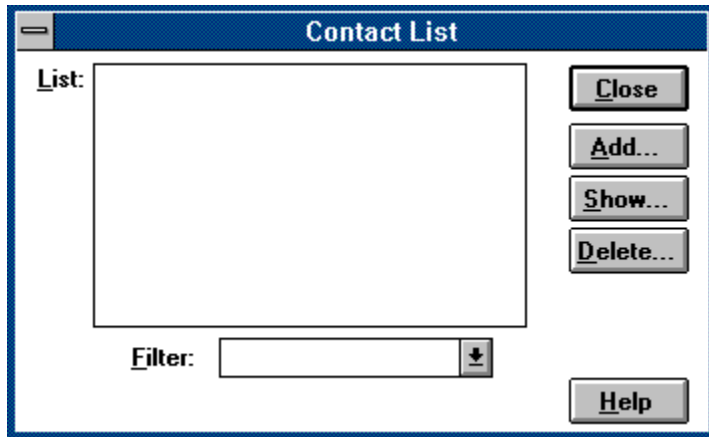 Contact List
List:
Close
Add...
Show...
Delete...
Filter:
Help